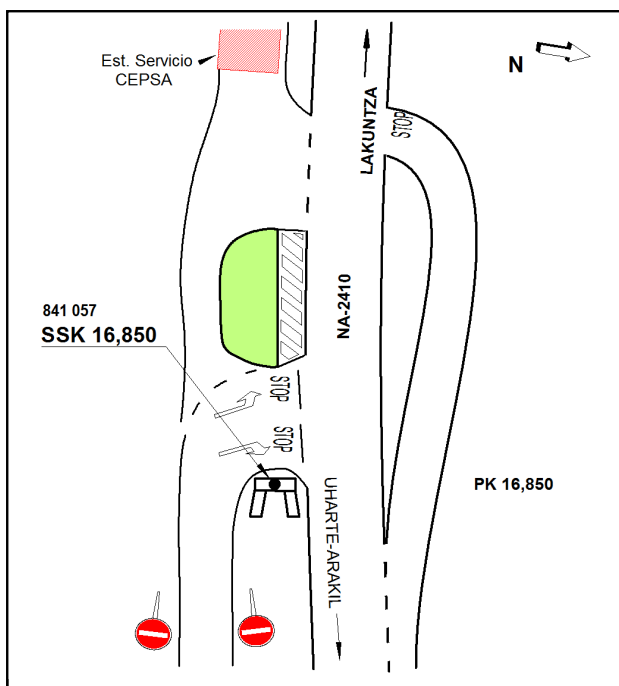 Est. Servicio
CEPSA
N
LAKUNTZA
STOP
NA-2410
841 057
SSK 16,850
STOP
STOP
PK 16,850
UHARTE-ARAKIL